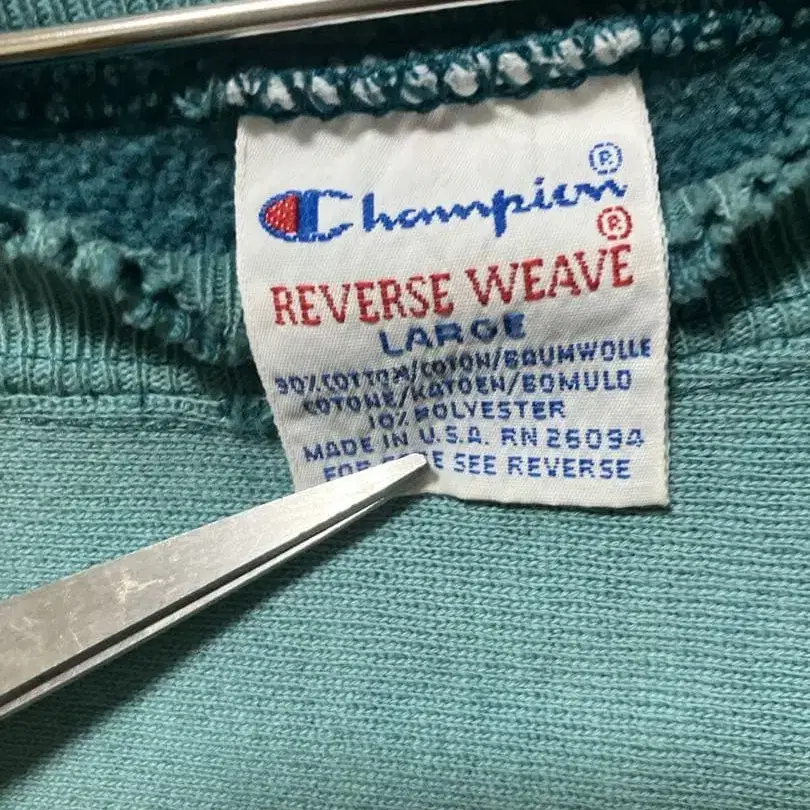 Champion ®
®
REVERSE WEAVE
LARGE
90% COTTON/COTON/BAUMWOLLE
COTONE/KATOEN/BOMULD
10% POLYESTER
MADE IN U.S.A. RN 26094
FOR SEE REVERSE